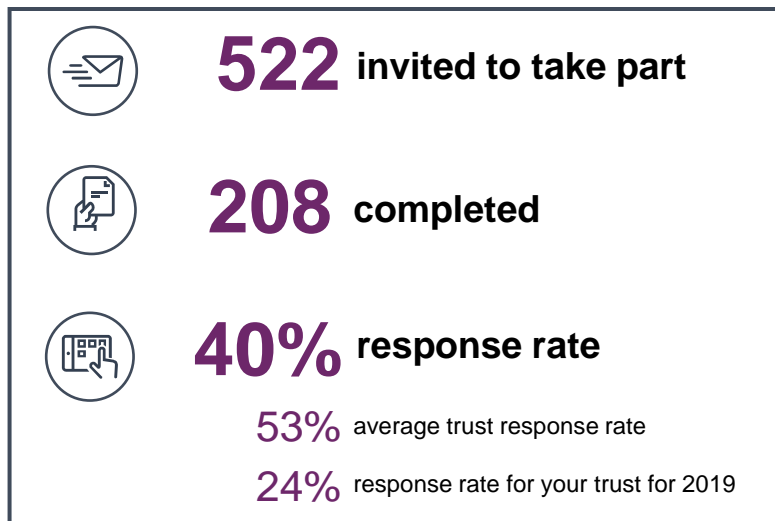 522 invited to take part
208 completed
40% response rate
53% average trust response rate
24% response rate for your trust for 2019